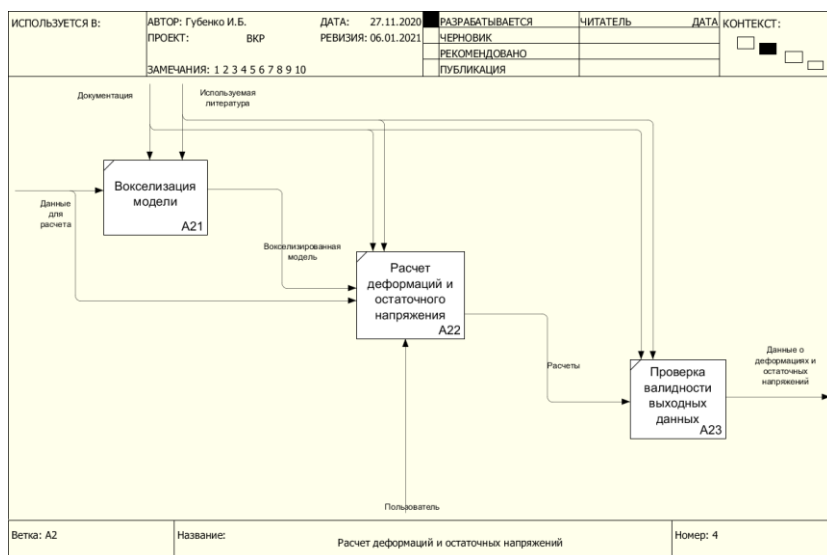 ИСПОЛЬЗУЕТСЯ В:
АВТОР: Губенко И.Б.
ДАТА: 27.11.2020
РАЗРАБАТЫВАЕТСЯ
ЧИТАТЕЛЬ
ДАТА
КОНТЕКСТ:
ПРОЕКТ: ВКР
РЕВИЗИЯ: 06.01.2021
ЧЕРНОВИК
РЕКОМЕНДОВАНО
ЗАМЕЧАНИЯ: 1 2 3 4 5 6 7 8 9 10
ПУБЛИКАЦИЯ
Документация
Используемая
литература
Вокселизация
модели
A21
Данные
для
расчета
Вокселизированная
модель
Расчет
деформаций и
остаточного
напряжения
A22
Расчеты
Проверка
валидности
выходных
данных
A23
Данные о
деформациях и
остаточных
напряжений
Пользователь
Ветка: A2
Название:
Расчет деформаций и остаточных напряжений
Номер: 4